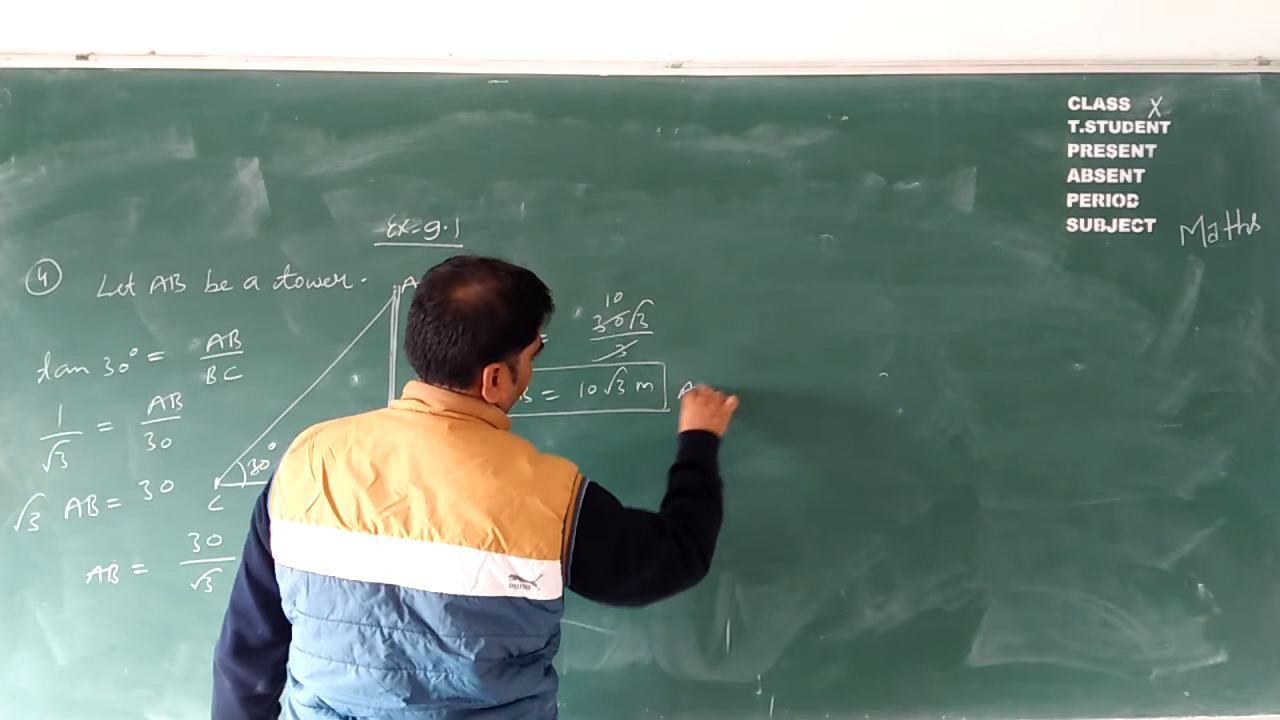 CLASS X
T.STUDENT
PRESENT
ABSENT
PERIOD
SUBJECT Maths
Ex-9.1
4 Let AB be a tower.
A
tan 30° = AB/BC
1/√3 = AB/30
√3 AB = 30
AB = 30/√3
30°
C
= 30√3/3
10
B = 10√3 m
A